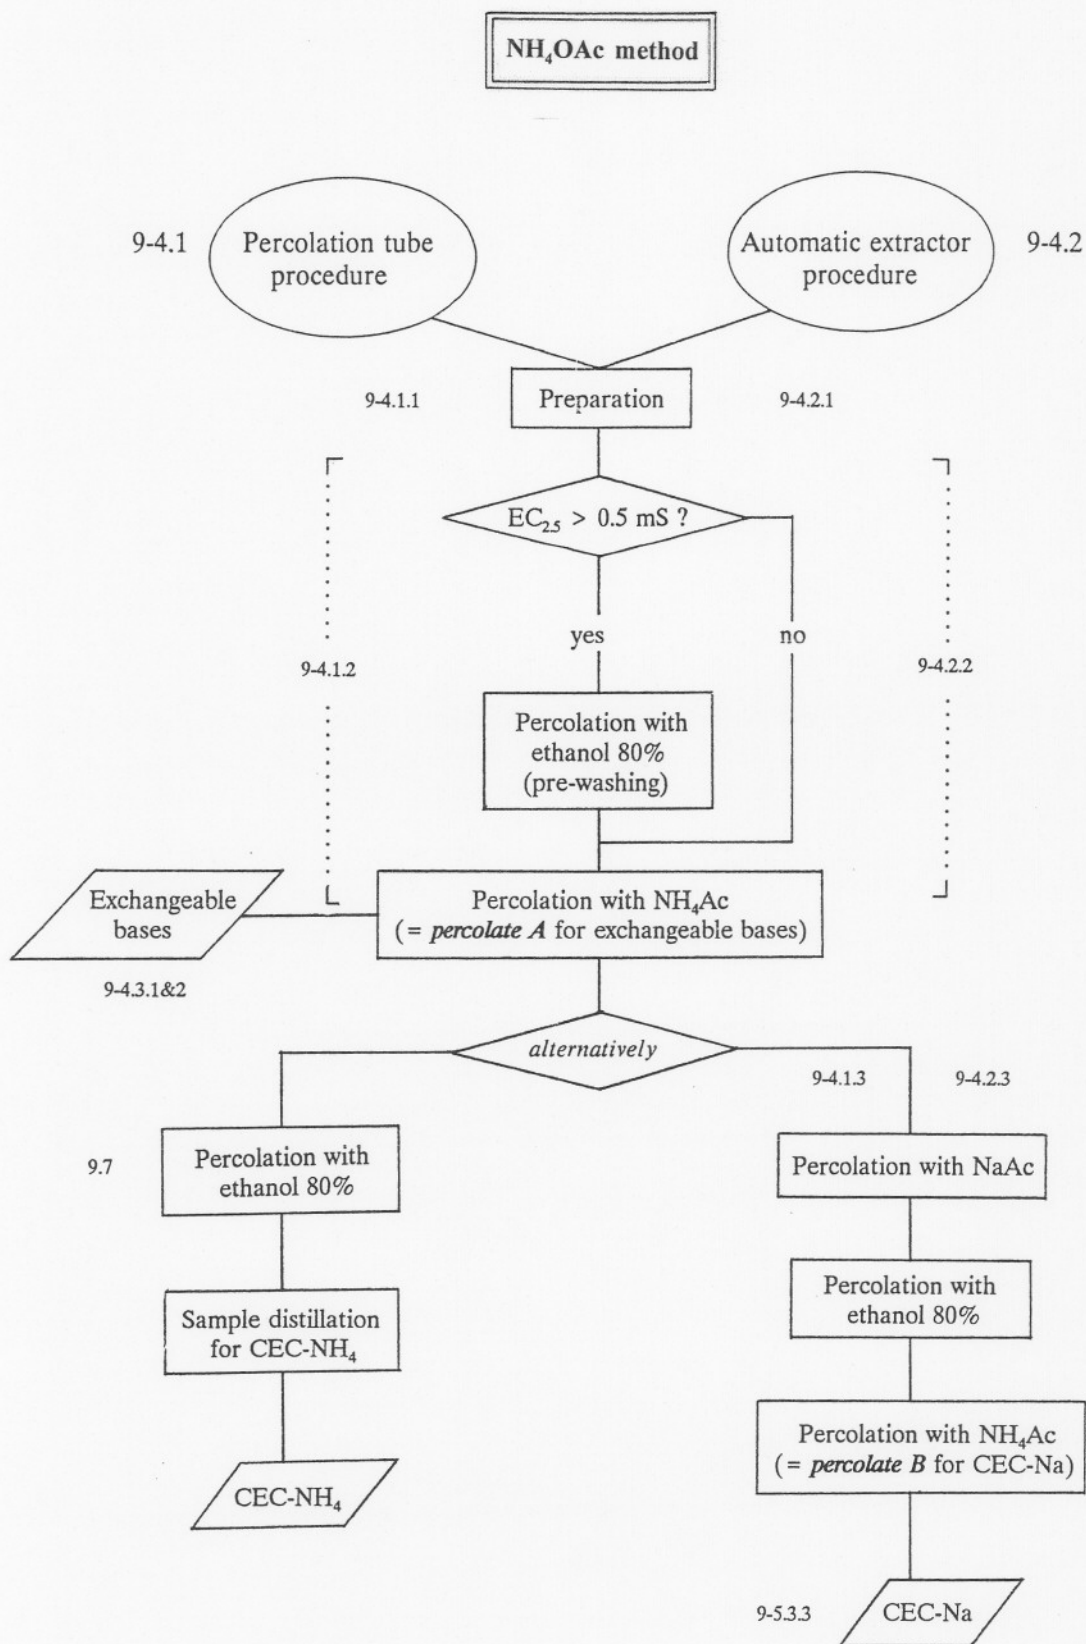 NH₄OAc method
9-4.1
Percolation tube
procedure
Automatic extractor
procedure
9-4.2
9-4.1.1
Preparation
9-4.2.1
EC₂.₅ > 0.5 mS ?
yes
no
9-4.1.2
9-4.2.2
Percolation with
ethanol 80%
(pre-washing)
Exchangeable
bases
Percolation with NH₄Ac
(= percolate A for exchangeable bases)
9-4.3.1&2
alternatively
9-4.1.3
9-4.2.3
9.7
Percolation with
ethanol 80%
Percolation with NaAc
Sample distillation
for CEC-NH₄
Percolation with
ethanol 80%
Percolation with NH₄Ac
(= percolate B for CEC-Na)
CEC-NH₄
9-5.3.3
CEC-Na